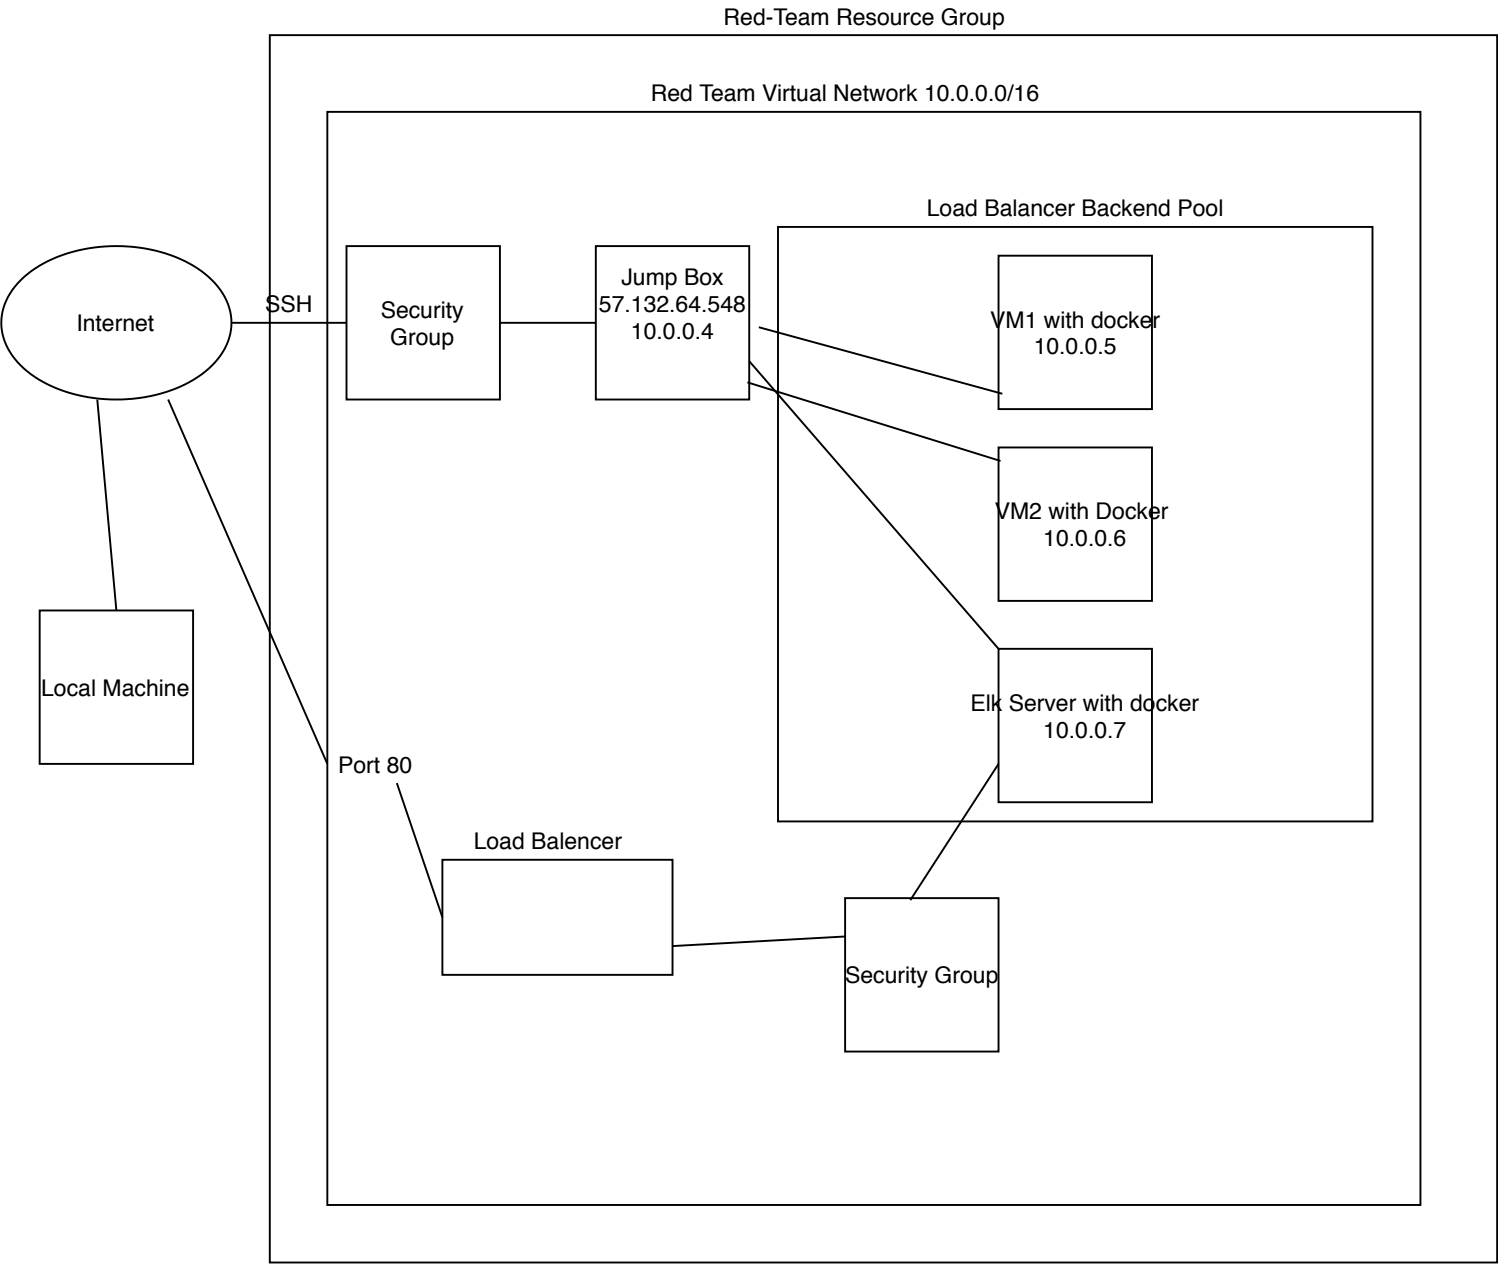 Red-Team Resource Group
Red Team Virtual Network 10.0.0.0/16
Load Balancer Backend Pool
Internet
SSH
Security
Group
Jump Box
57.132.64.548
10.0.0.4
VM1 with docker
10.0.0.5
VM2 with Docker
10.0.0.6
Local Machine
Elk Server with docker
10.0.0.7
Port 80
Load Balencer
Security Group